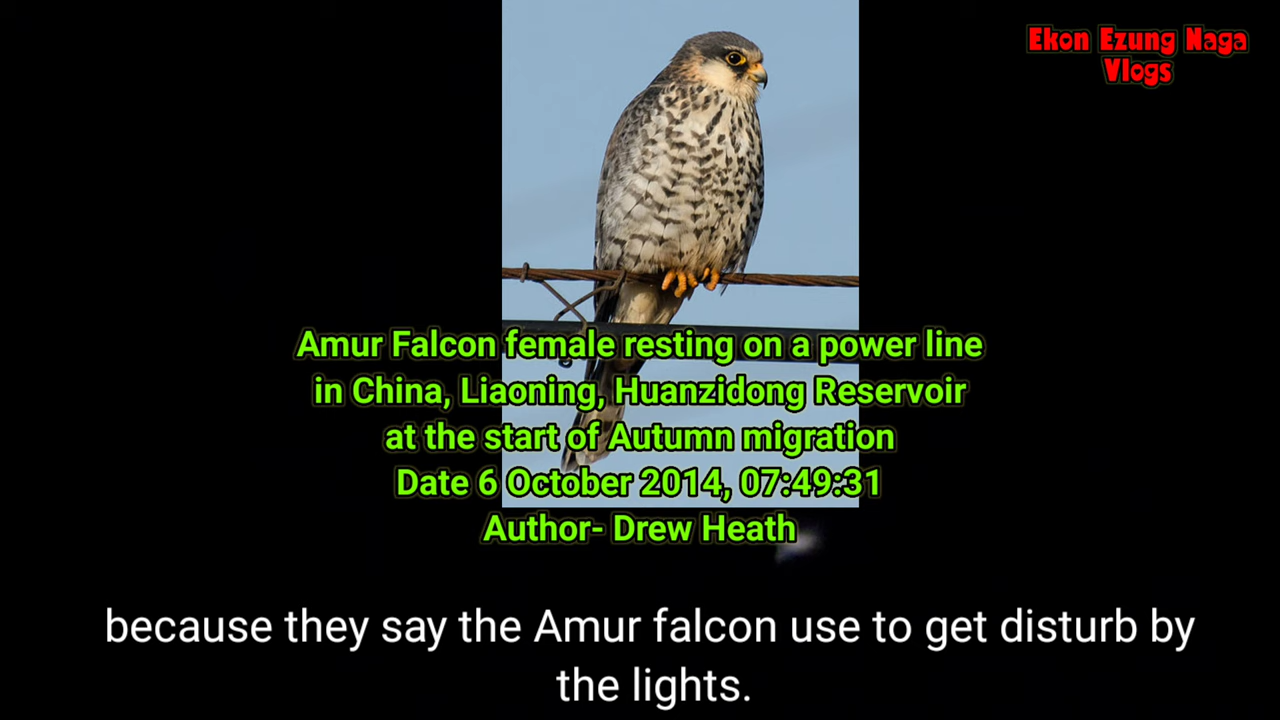 Ekon Ezung Naga
Vlogs
Amur Falcon female resting on a power line
in China, Liaoning, Huanzidong Reservoir
at the start of Autumn migration
Date 6 October 2014, 07:49:31
Author- Drew Heath
because they say the Amur falcon use to get disturb by
the lights.